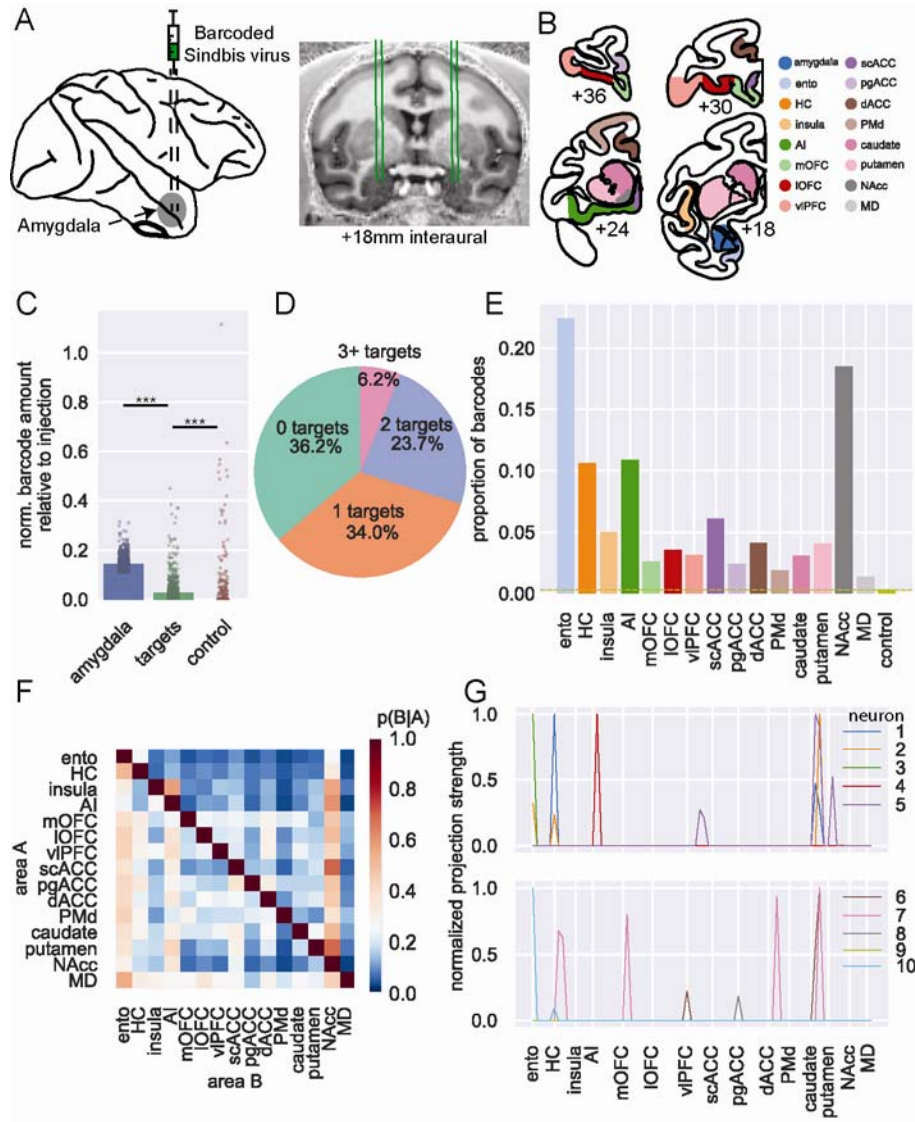 A
Barcoded
Sindbis virus
Amygdala
+18mm interaural
B
+36
+30
+24
+18
amygdala
ento
HC
insula
AI
mOFC
lOFC
vlPFC
scACC
pgACC
dACC
PMd
caudate
putamen
NAcc
MD
C
norm. barcode amount
relative to injection
1.0
0.8
0.6
0.4
0.2
0.0
***
***
amygdala
targets
control
D
3+ targets
6.2%
0 targets
36.2%
2 targets
23.7%
1 targets
34.0%
E
proportion of barcodes
0.20
0.15
0.10
0.05
0.00
ento
HC
insula
AI
mOFC
lOFC
vlPFC
scACC
pgACC
dACC
PMd
caudate
putamen
NAcc
MD
control
F
p(B|A)
1.0
0.8
0.6
0.4
0.2
0.0
area A
ento
HC
insula
AI
mOFC
lOFC
vlPFC
scACC
pgACC
dACC
PMd
caudate
putamen
NAcc
MD
ento
HC
insula
AI
mOFC
lOFC
vlPFC
scACC
pgACC
dACC
PMd
caudate
putamen
NAcc
MD
area B
G
normalized projection strength
1.0
0.5
0.0
neuron
1
2
3
4
5
1.0
0.5
0.0
6
7
8
9
10
ento
HC
insula
AI
mOFC
lOFC
vlPFC
scACC
pgACC
dACC
PMd
caudate
putamen
NAcc
MD